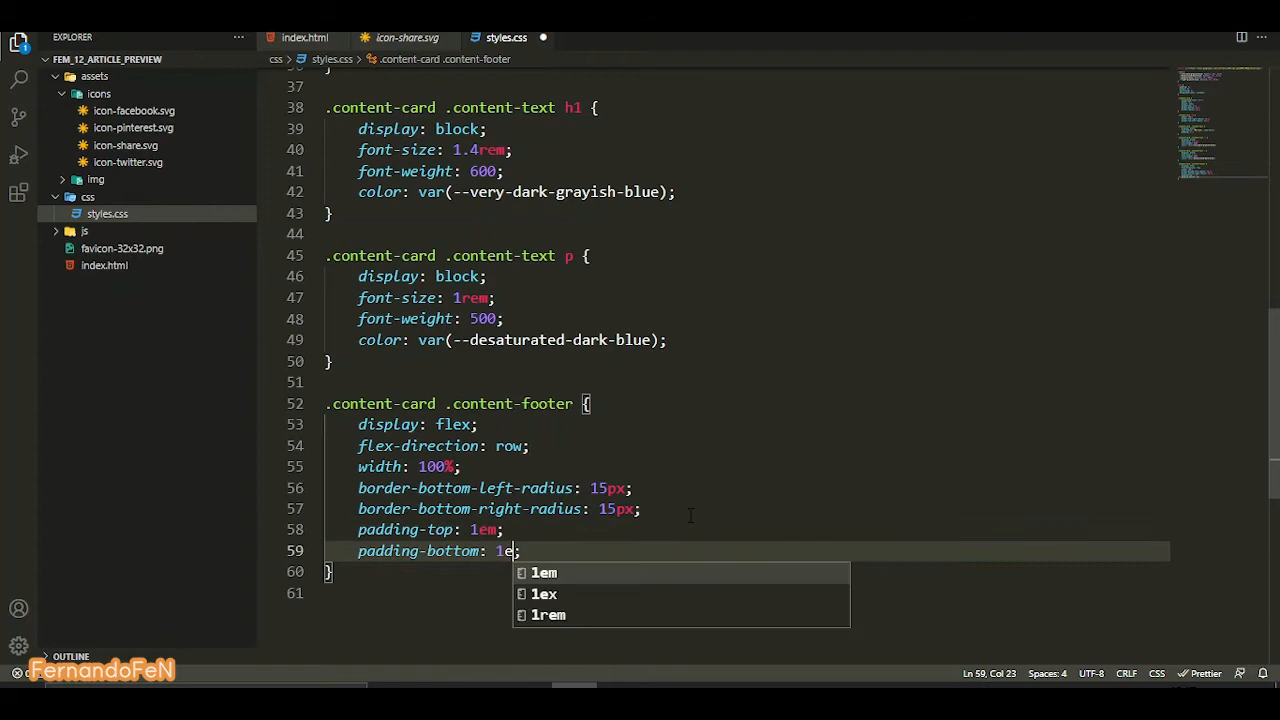 EXPLORER
···
index.html
icon-share.svg
styles.css
css > styles.css > .content-card .content-footer
1
FEM_12_ARTICLE_PREVIEW
assets
icons
icon-facebook.svg
icon-pinterest.svg
icon-share.svg
icon-twitter.svg
img
css
styles.css
js
favicon-32x32.png
index.html
OUTLINE
37
38 .content-card .content-text h1 {
39 display: block;
40 font-size: 1.4rem;
41 font-weight: 600;
42 color: var(--very-dark-grayish-blue);
43 }
44
45 .content-card .content-text p {
46 display: block;
47 font-size: 1rem;
48 font-weight: 500;
49 color: var(--desaturated-dark-blue);
50 }
51
52 .content-card .content-footer {
53 display: flex;
54 flex-direction: row;
55 width: 100%;
56 border-bottom-left-radius: 15px;
57 border-bottom-right-radius: 15px;
58 padding-top: 1em;
59 padding-bottom: 1e;
60 }
61
1em
1ex
1rem
FernandoFeN
Ln 59, Col 23 Spaces: 4 UTF-8 CRLF CSS Prettier